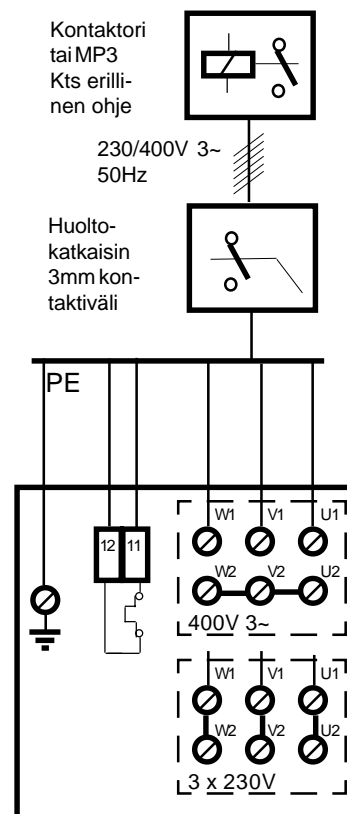 Kontaktori
tai MP3
Kts erilli-
nen ohje
230/400V 3~
50Hz
Huolto-
katkaisin
3mm kon-
taktiväli
PE
12 11
W1 V1 U1
W2 V2 U2
400V 3~
W1 V1 U1
W2 V2 U2
3 x 230V